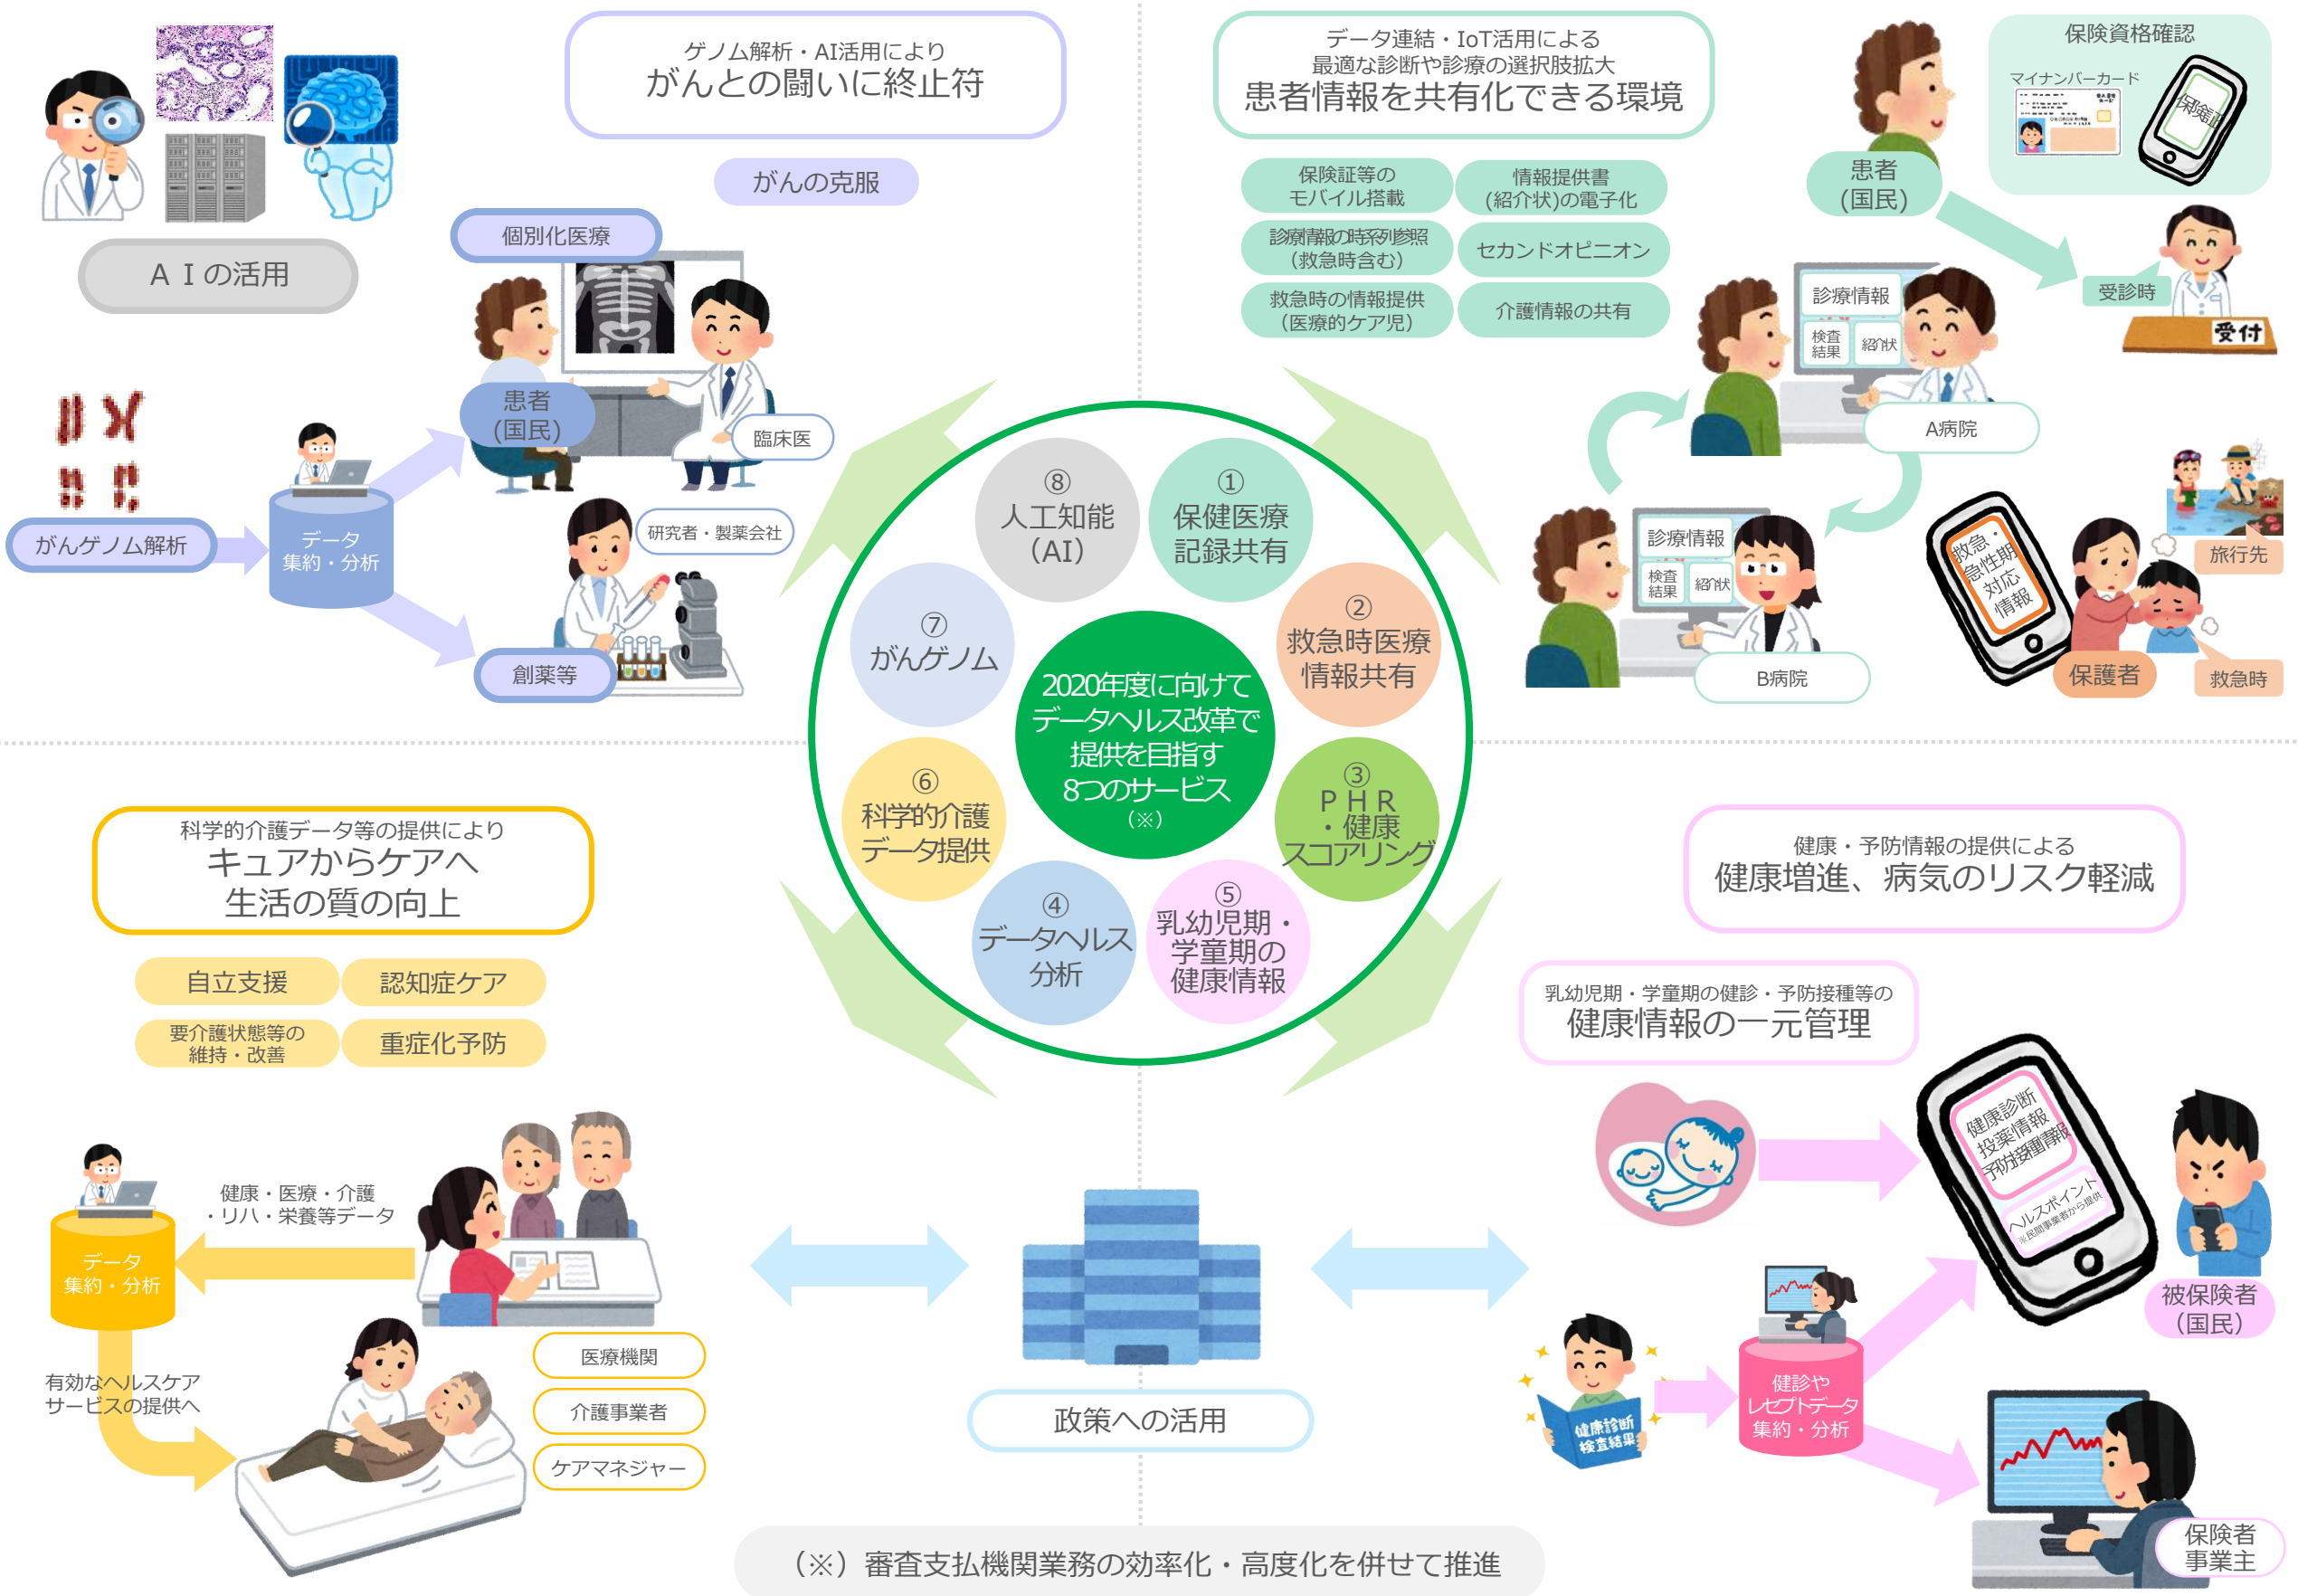 ゲノム解析・AI活用により
がんとの闘いに終止符
がんの克服
AIの活用
個別化医療
患者
(国民)
臨床医
がんゲノム解析
データ
集約・分析
研究者・製薬会社
創薬等
データ連結・IoT活用による
最適な診断や診療の選択肢拡大
患者情報を共有化できる環境
保険証等の
モバイル搭載
情報提供書
(紹介状)の電子化
診療情報の時系列参照
(救急時含む)
セカンドオピニオン
救急時の情報提供
(医療的ケア児)
介護情報の共有
患者
(国民)
保険資格確認
マイナンバーカード
保険証
受診時
受付
診療情報
検査
結果
紹介状
A病院
診療情報
検査
結果
紹介状
B病院
救急・
急性期
対応
情報
旅行先
保護者
救急時
⑧
人工知能
(AI)
①
保健医療
記録共有
⑦
がんゲノム
②
救急時医療
情報共有
2020年度に向けて
データヘルス改革で
提供を目指す
8つのサービス
(※)
⑥
科学的介護
データ提供
③
PHR
・健康
スコアリング
④
データヘルス
分析
⑤
乳幼児期・
学童期の
健康情報
科学的介護データ等の提供により
キュアからケアへ
生活の質の向上
自立支援
認知症ケア
要介護状態等の
維持・改善
重症化予防
健康・医療・介護
・リハ・栄養等データ
データ
集約・分析
有効なヘルスケア
サービスの提供へ
医療機関
介護事業者
ケアマネジャー
政策への活用
健康・予防情報の提供による
健康増進、病気のリスク軽減
乳幼児期・学童期の健診・予防接種等の
健康情報の一元管理
健康診断
投薬情報
予防接種情報
ヘルスポイント
※民間事業者から提供
被保険者
(国民)
健康診断
検査結果
健診や
レセプトデータ
集約・分析
保険者
事業主
(※)審査支払機関業務の効率化・高度化を併せて推進